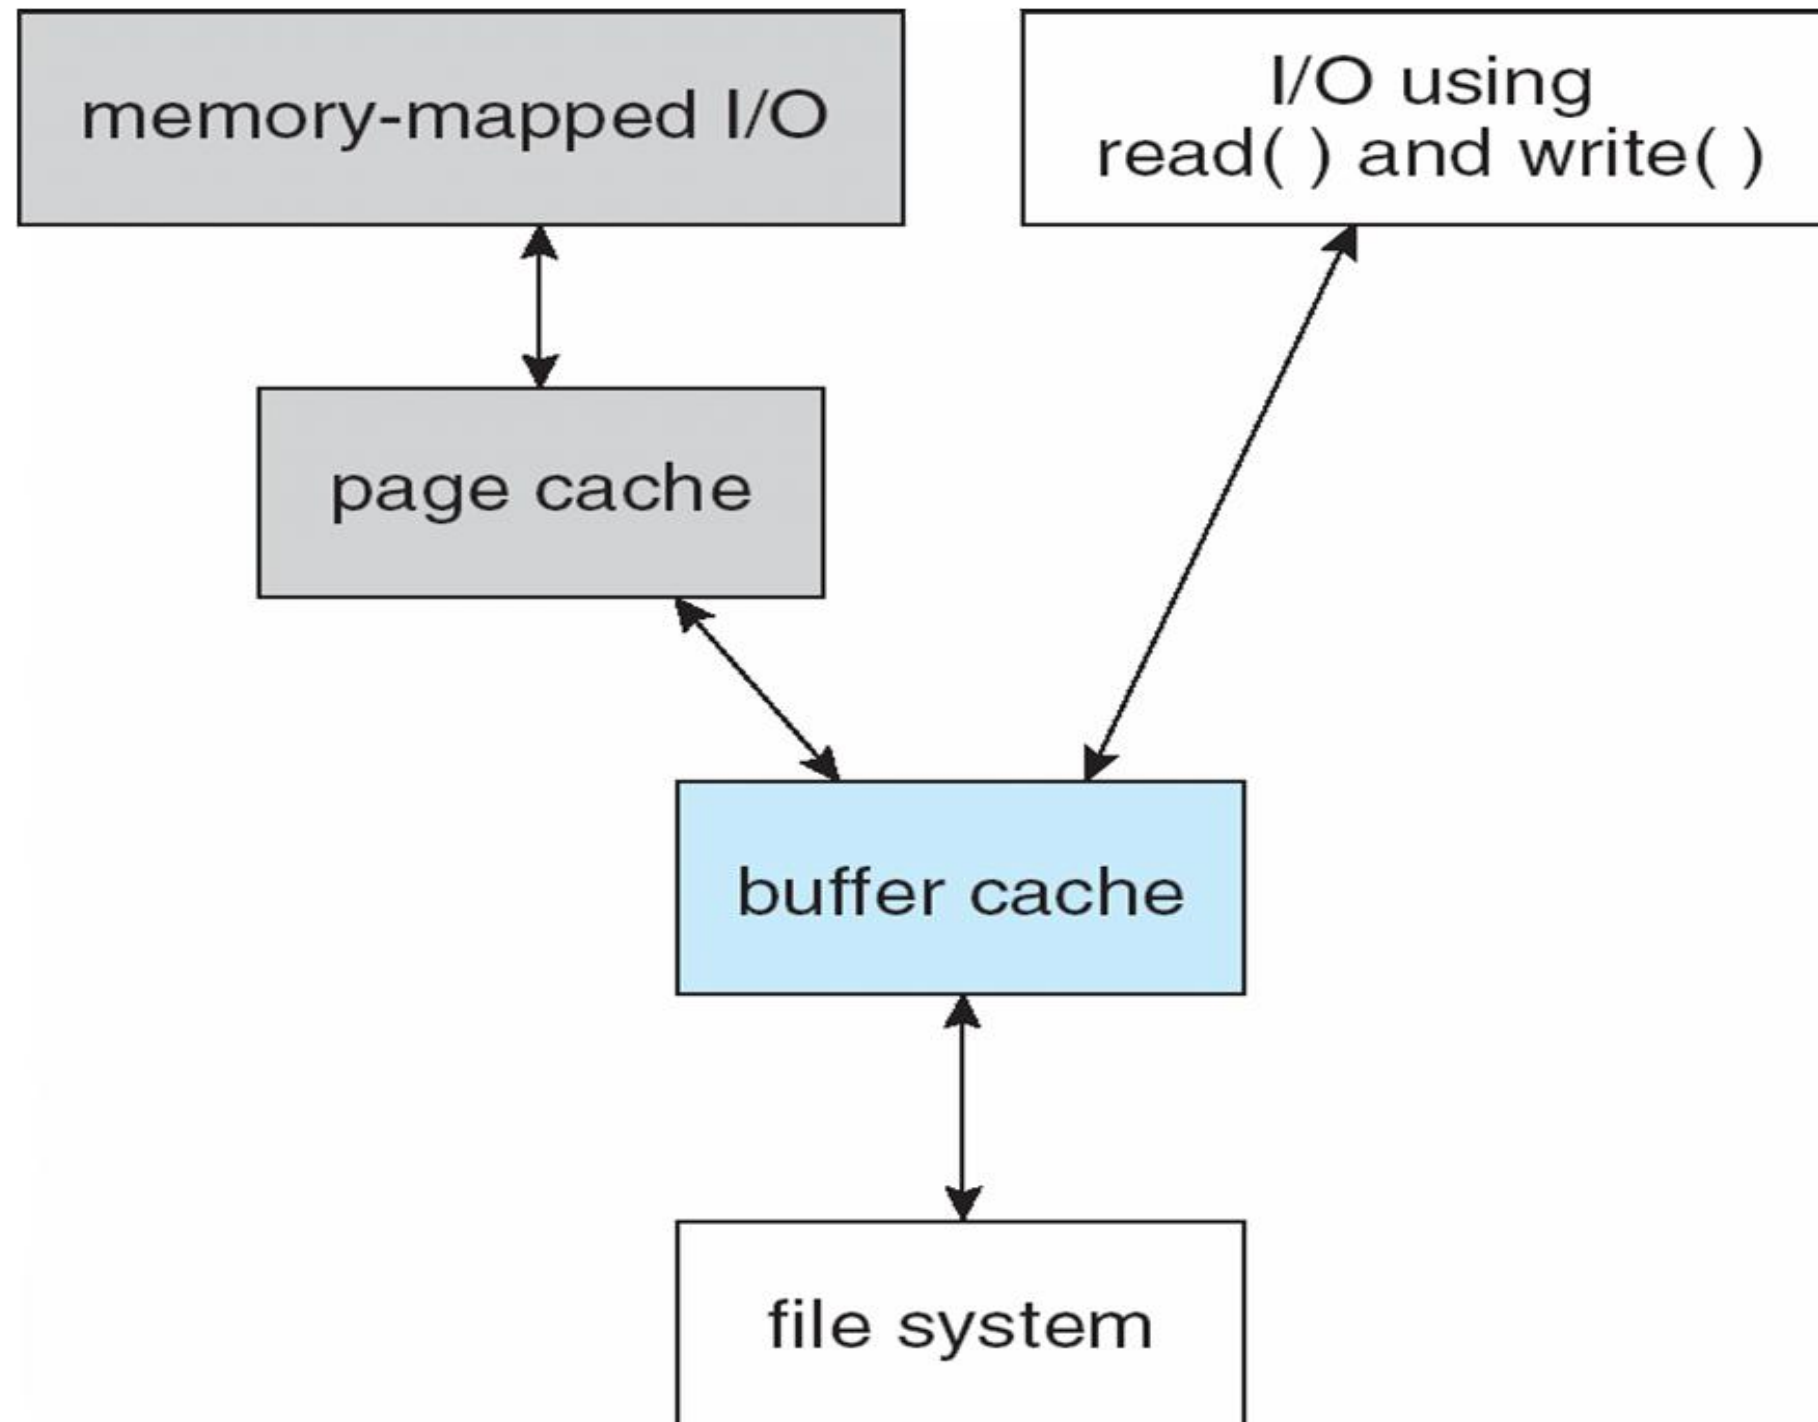 memory-mapped I/O
I/O using
read( ) and write( )
page cache
buffer cache
file system